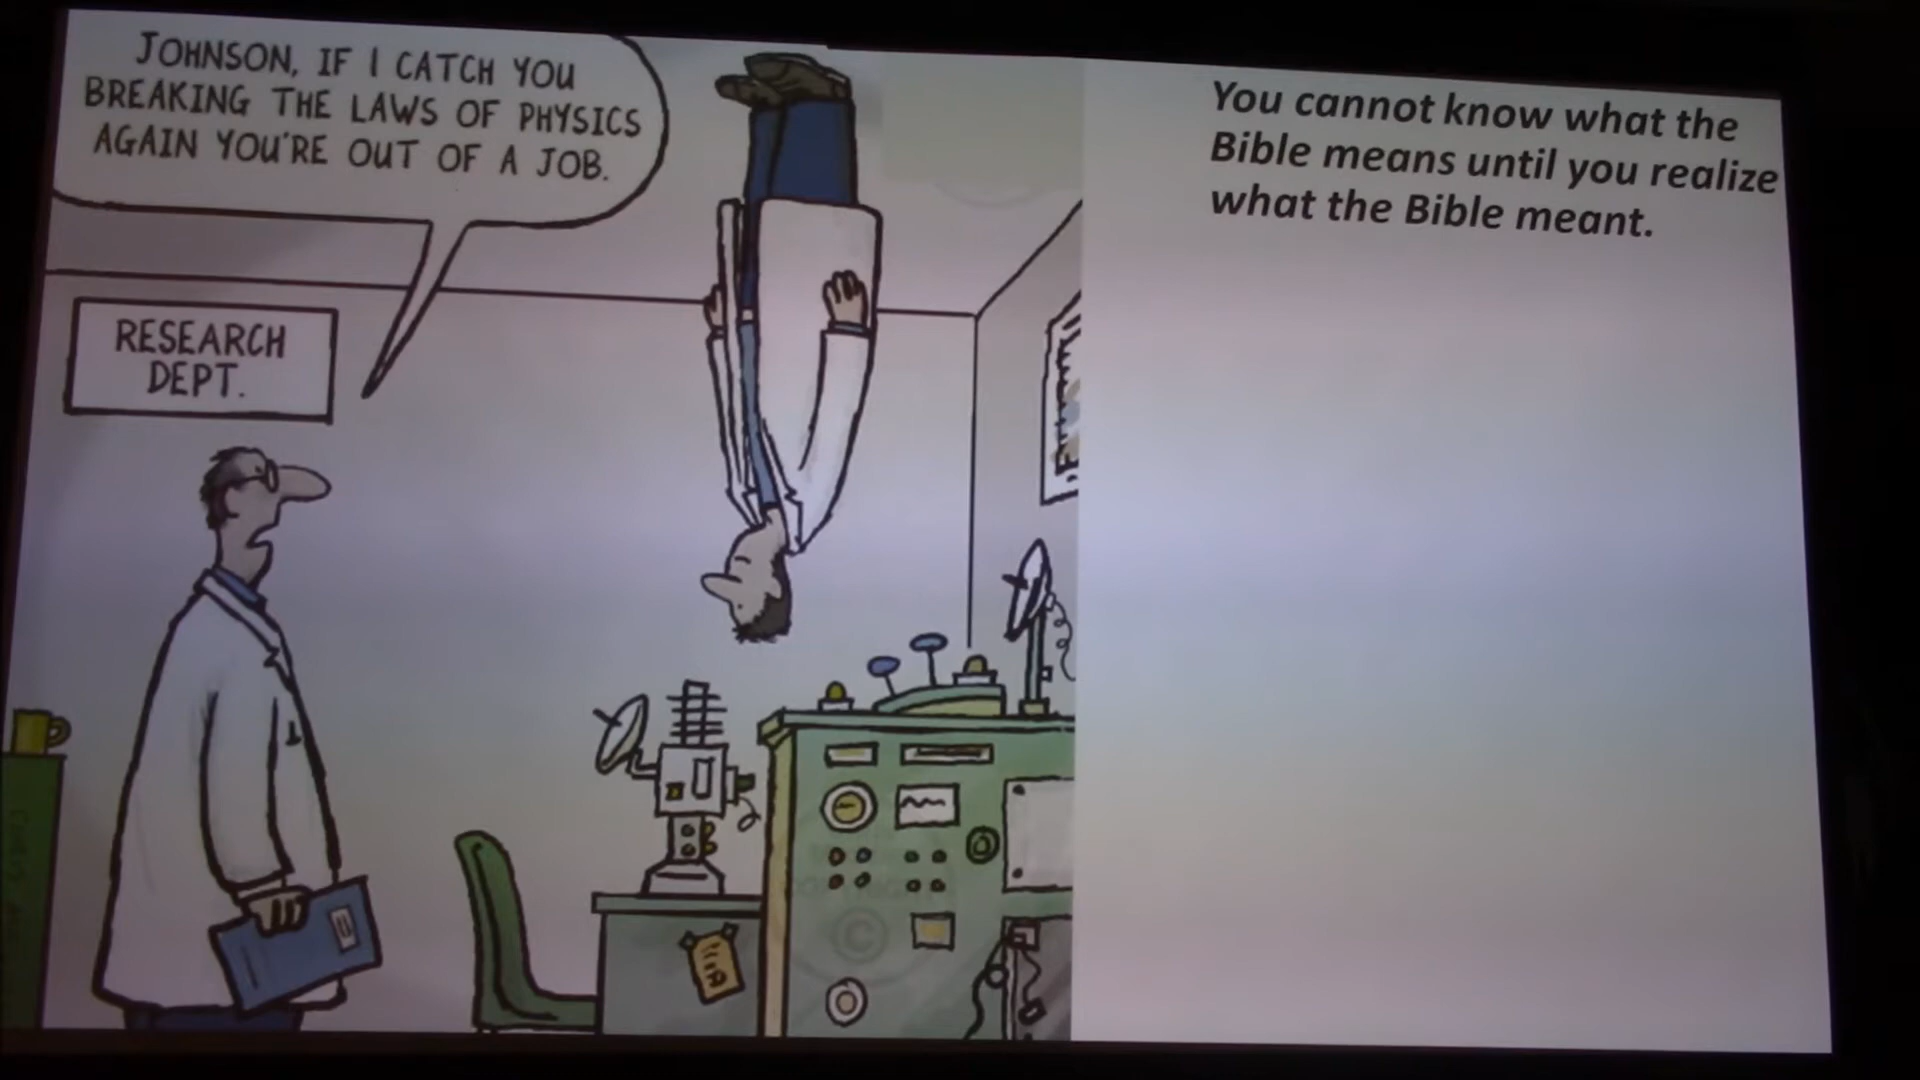 JOHNSON, IF I CATCH YOU
BREAKING THE LAWS OF PHYSICS
AGAIN YOU'RE OUT OF A JOB.
RESEARCH
DEPT.
You cannot know what the
Bible means until you realize
what the Bible meant.